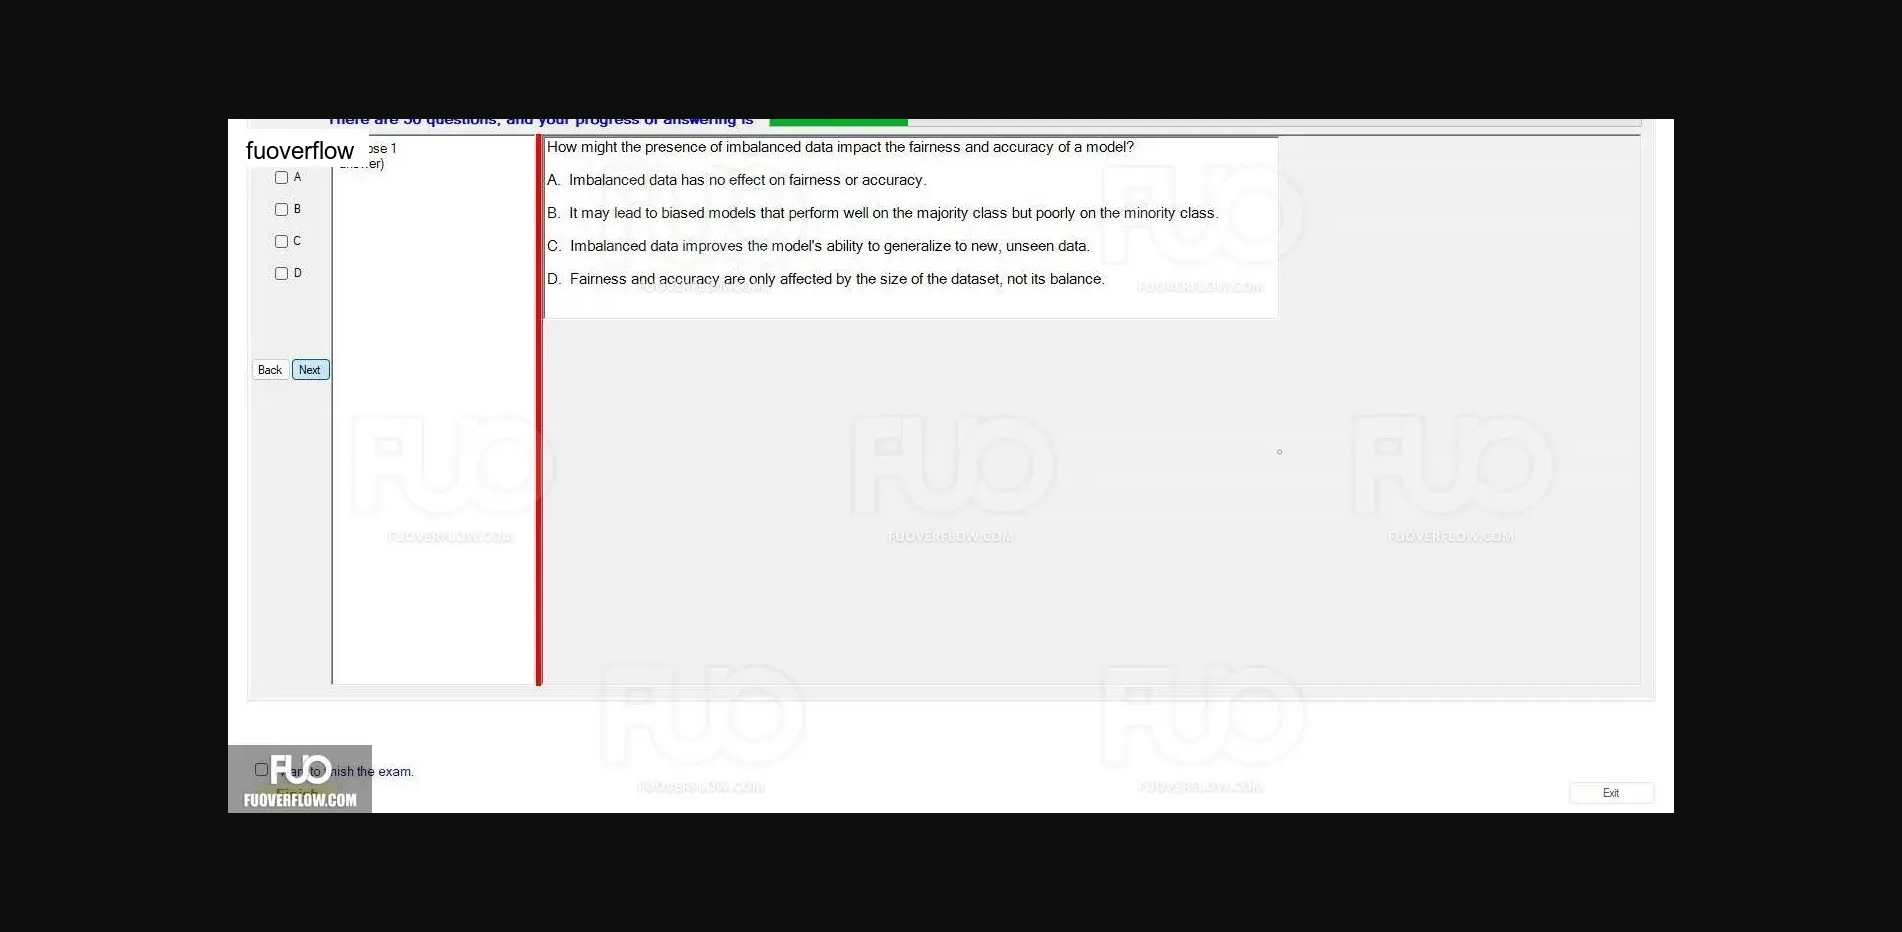 There are 50 questions, and your progress of answering is
fuoverflow
ose 1
er)
A
B
C
D
Back
Next
How might the presence of imbalanced data impact the fairness and accuracy of a model?
A. Imbalanced data has no effect on fairness or accuracy.
B. It may lead to biased models that perform well on the majority class but poorly on the minority class.
C. Imbalanced data improves the model's ability to generalize to new, unseen data.
D. Fairness and accuracy are only affected by the size of the dataset, not its balance.
FUOVERFLOW.COM
FUOVERFLOW.COM
FUO
FUO
FUO
FUO
FUOVERFLOW.COM
FUOVERFLOW.COM
FUOVERFLOW.COM
FUO
FUO
FUOVERFLOW.COM
FUOVERFLOW.COM
FUO
to the exam.
Finish
FUOVERFLOW.COM
Exit